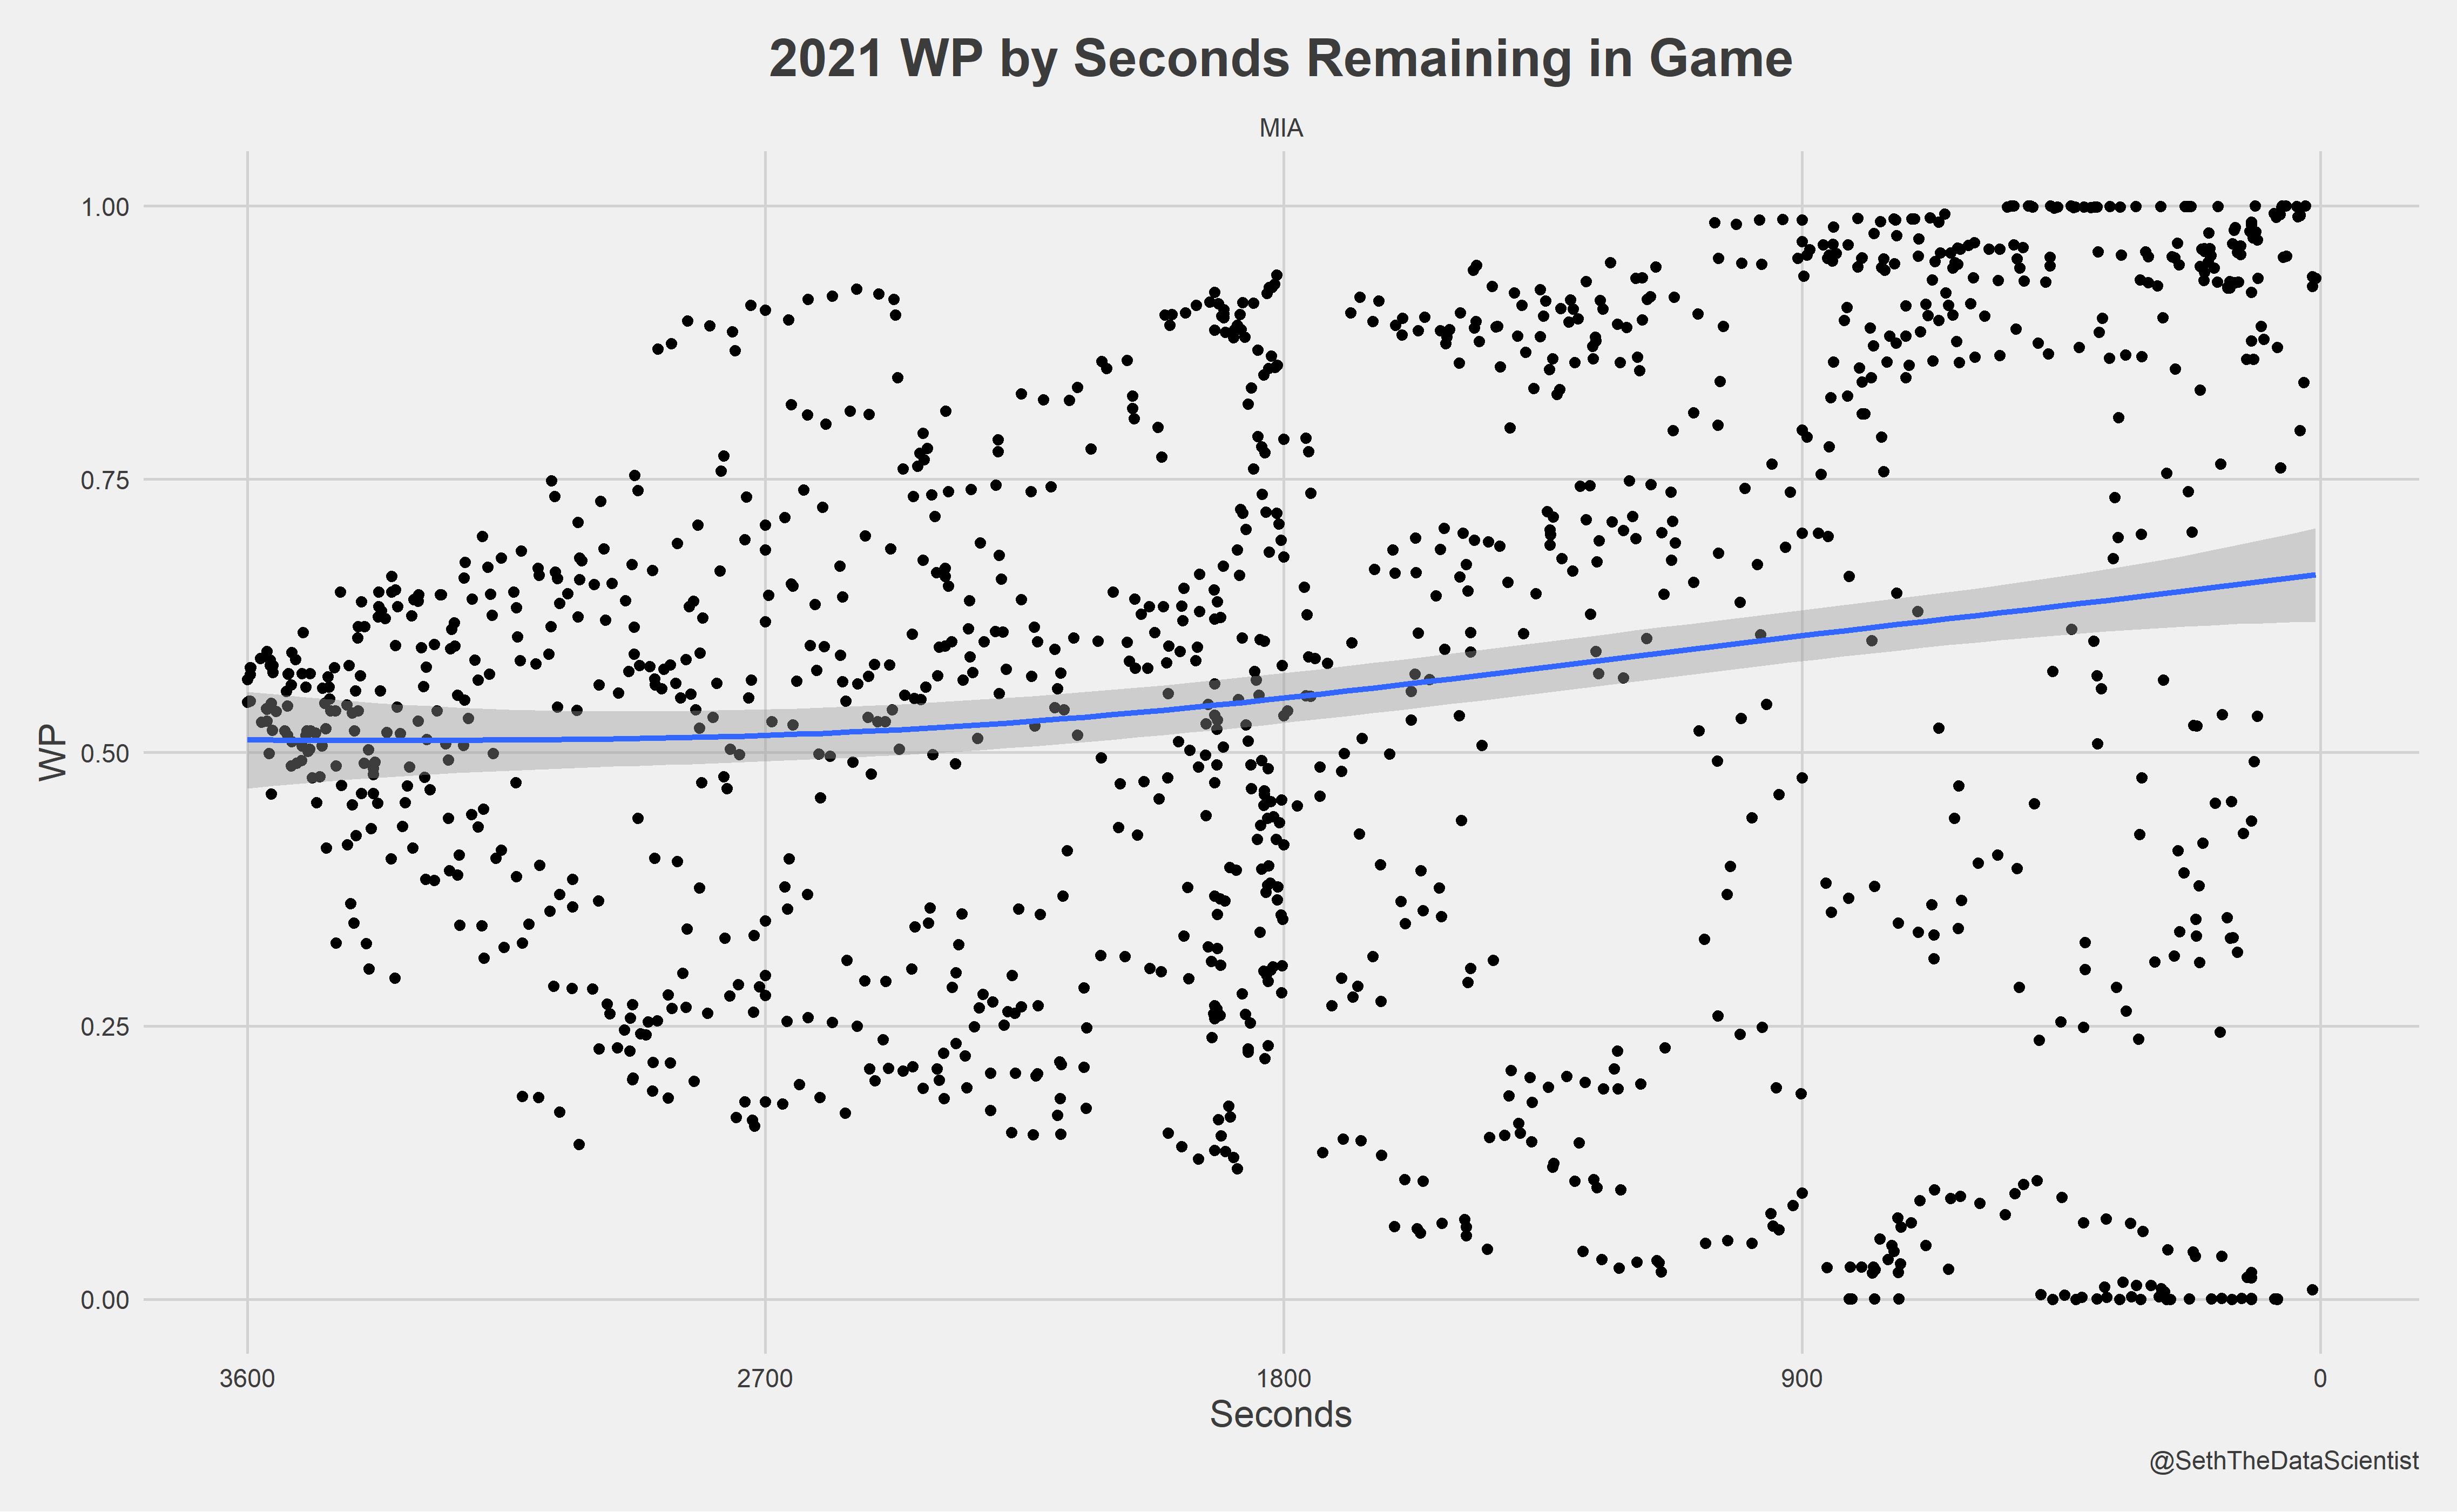 2021 WP by Seconds Remaining in Game
MIA
1.00
0.75
0.50
0.25
0.00
WP
3600 2700 1800 900 0
Seconds
@SethTheDataScientist